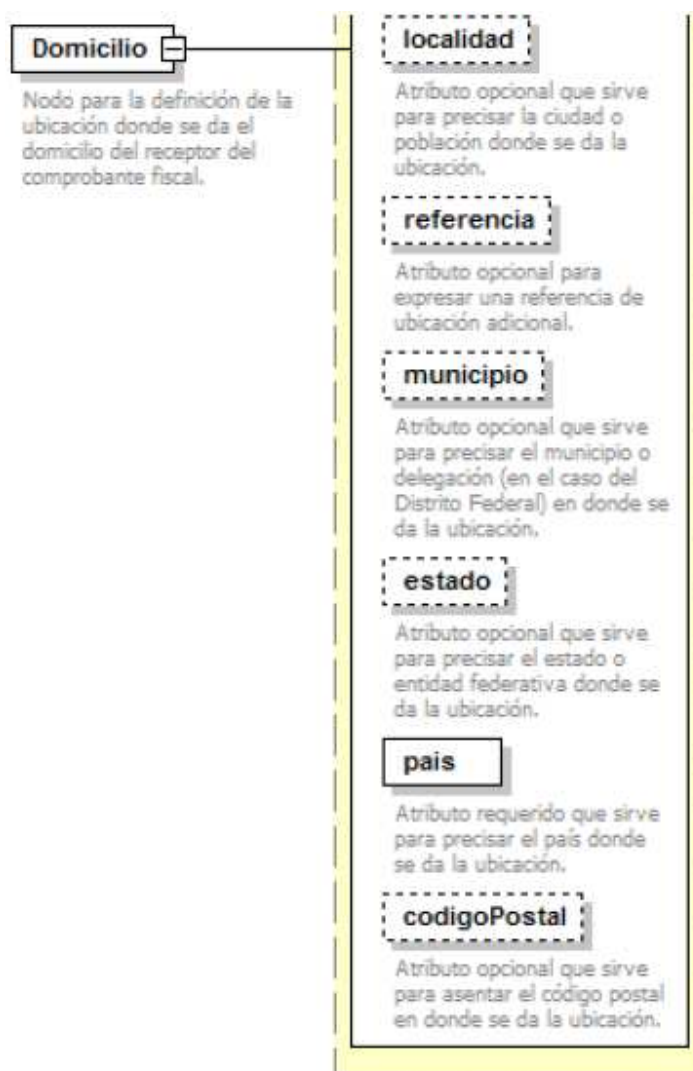 Domicilio
Nodo para la definición de la
ubicación donde se da el
domicilio del receptor del
comprobante fiscal.
localidad
Atributo opcional que sirve
para precisar la ciudad o
población donde se da la
ubicación.
referencia
Atributo opcional para
expresar una referencia de
ubicación adicional.
municipio
Atributo opcional que sirve
para precisar el municipio o
delegación (en el caso del
Distrito Federal) en donde se
da la ubicación.
estado
Atributo opcional que sirve
para precisar el estado o
entidad federativa donde se
da la ubicación.
pais
Atributo requerido que sirve
para precisar el país donde
se da la ubicación.
codigoPostal
Atributo opcional que sirve
para asentar el código postal
en donde se da la ubicación.